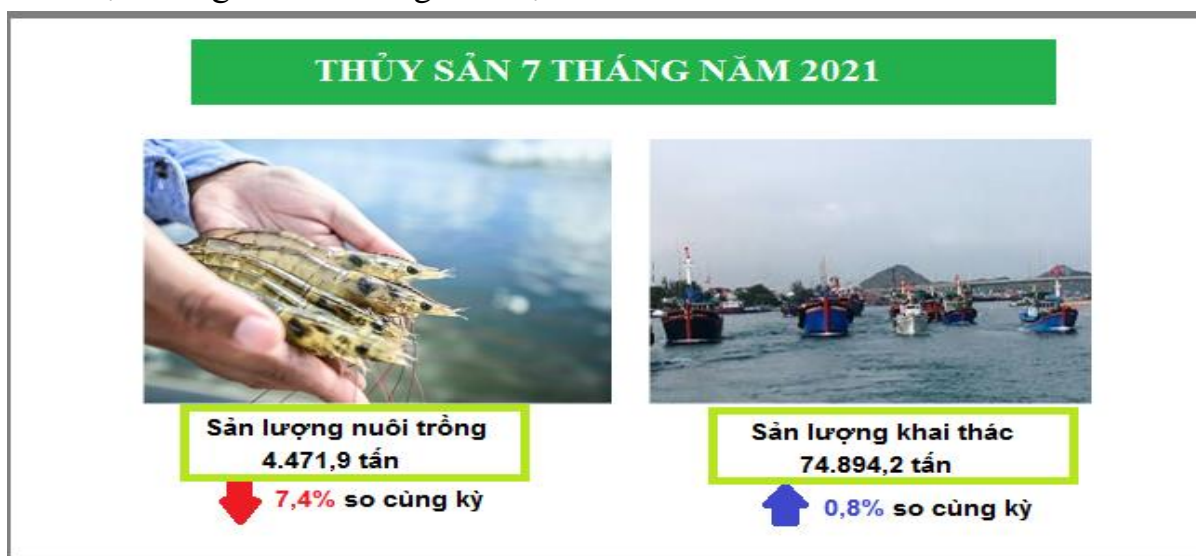 THỦY SẢN 7 THÁNG NĂM 2021
Sản lượng nuôi trồng
4.471,9 tấn
7,4% so cùng kỳ
Sản lượng khai thác
74.894,2 tấn
0,8% so cùng kỳ